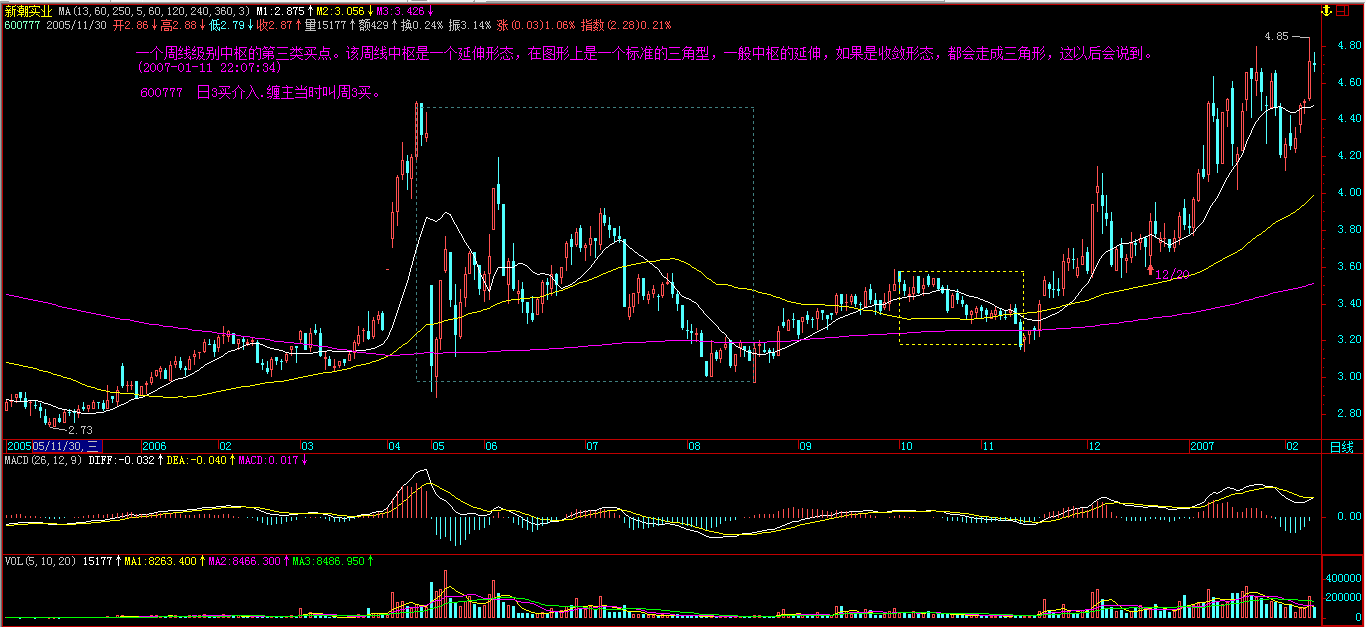 新潮实业 MA(13,60,250,5,60,120,240,360,3) M1:2.875↑M2:3.056↓M3:3.426↓
600777 2005/11/30 开2.86↓高2.88↓低2.79↓收2.87↑量15177↑额429↑换0.24% 振3.14% 涨(0.03)1.06% 指数(2.28)0.21%
一个周线级别中枢的第三类买点。该周线中枢是一个延伸形态，在图形上是一个标准的三角型，一般中枢的延伸，如果是收敛形态，都会走成三角形，这以后会说到。
(2007-01-11 22:07:34)
600777 日3买介入.缠主当时叫周3买。
4.85
4.80
4.60
4.40
4.20
4.00
3.80
3.60
3.40
3.20
3.00
2.80
12/20
2.73
2005 05/11/30,三 2006 02 03 04 05 06 07 08 09 10 11 12 2007 02 日线
MACD(26,12,9) DIFF:-0.032↑DEA:-0.040↑MACD:0.017↓
0.00
VOL(5,10,20) 15177↑MA1:8263.400↑MA2:8466.300↑MA3:8486.950↑
400000
200000
0